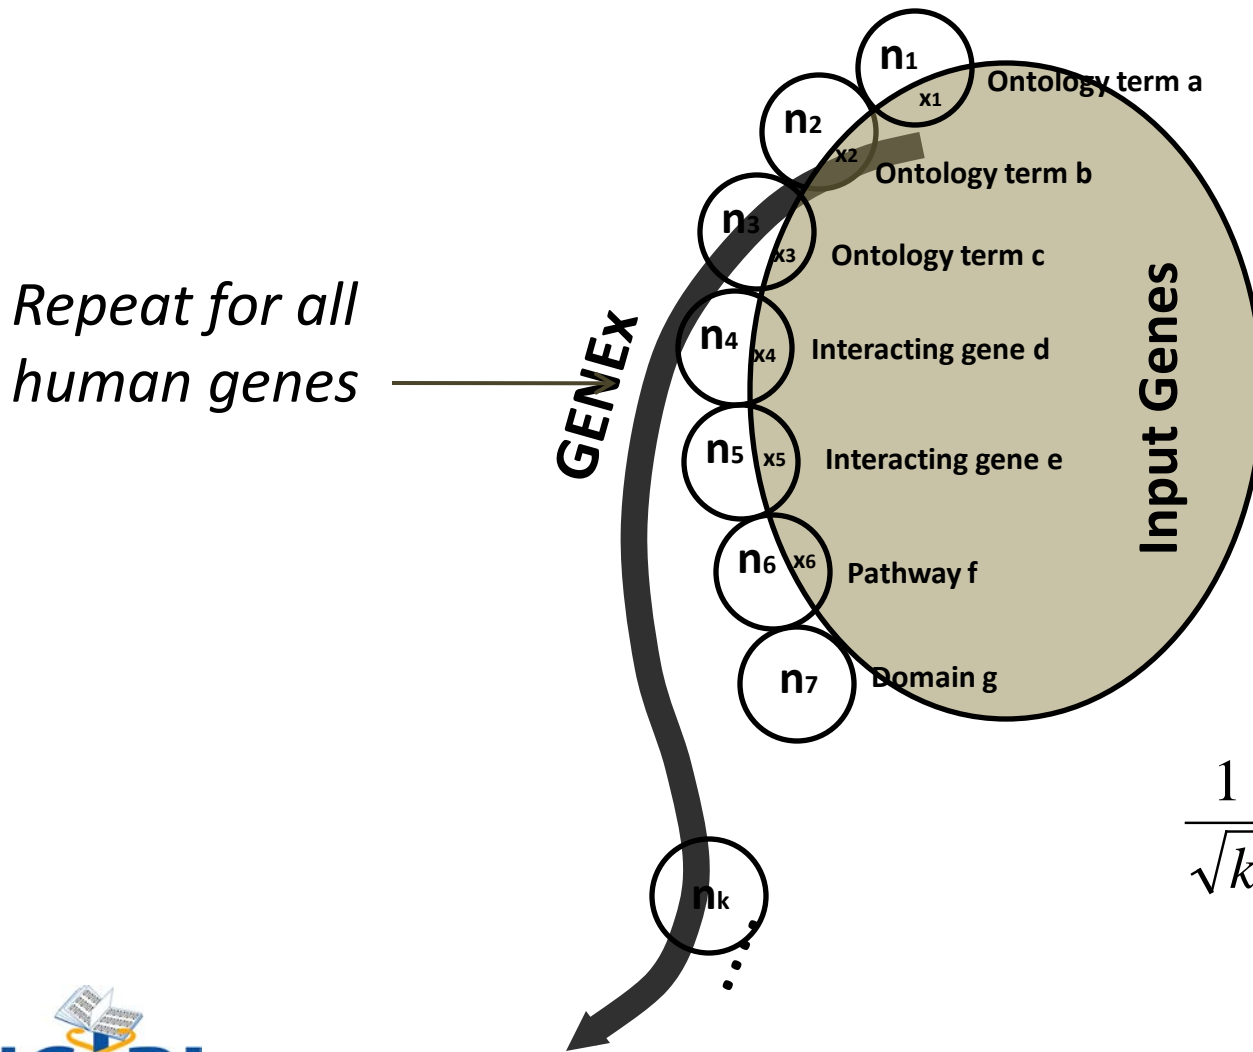 n1
Ontology term a
x1
n2
x2
Ontology term b
n3
x3
Ontology term c
Repeat for all
human genes
GENEx
n4
x4
Interacting gene d
Input Genes
n5
x5
Interacting gene e
n6
x6
Pathway f
n7
Domain g
1
√k
nk